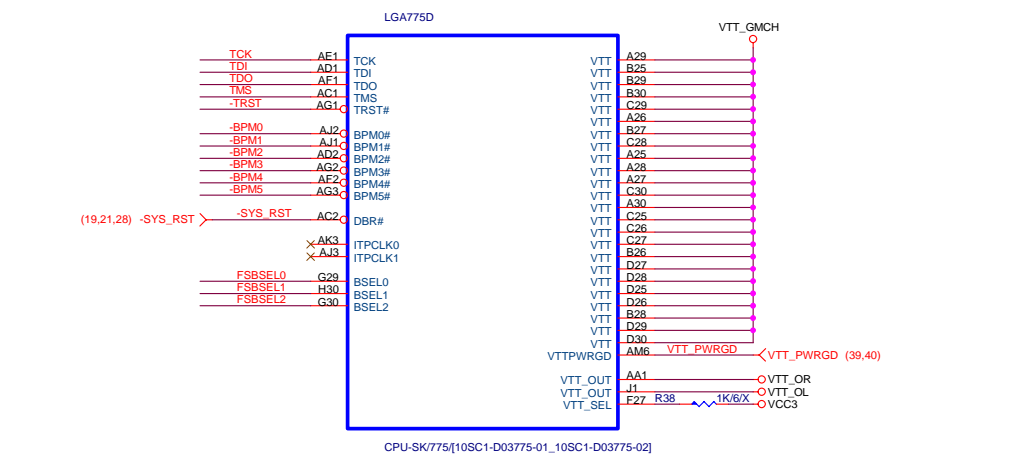 LGA775D
VTT_GMCH
TCK AE1 TCK VTT A29
TDI AD1 TDI VTT B25
TDO AF1 TDO VTT B29
TMS AC1 TMS VTT B30
-TRST AG1 TRST# VTT C29
VTT A26
-BPM0 AJ2 BPM0# VTT B27
-BPM1 AJ1 BPM1# VTT C28
-BPM2 AD2 BPM2# VTT A25
-BPM3 AG2 BPM3# VTT A28
-BPM4 AF2 BPM4# VTT A27
-BPM5 AG3 BPM5# VTT C30
VTT A30
(19,21,28) -SYS_RST -SYS_RST AC2 DBR# VTT C25
VTT C26
AK3 ITPCLK0 VTT C27
AJ3 ITPCLK1 VTT B26
VTT D27
FSBSEL0 G29 BSEL0 VTT D28
FSBSEL1 H30 BSEL1 VTT D25
FSBSEL2 G30 BSEL2 VTT D26
VTT B28
VTT D29
VTT D30
VTTPWRGD AM6 VTT_PWRGD VTT_PWRGD (39,40)
VTT_OUT AA1 VTT_OR
VTT_OUT J1 VTT_OL
VTT_SEL F27 R38 1K/6/X VCC3
CPU-SK/775/[10SC1-D03775-01_10SC1-D03775-02]